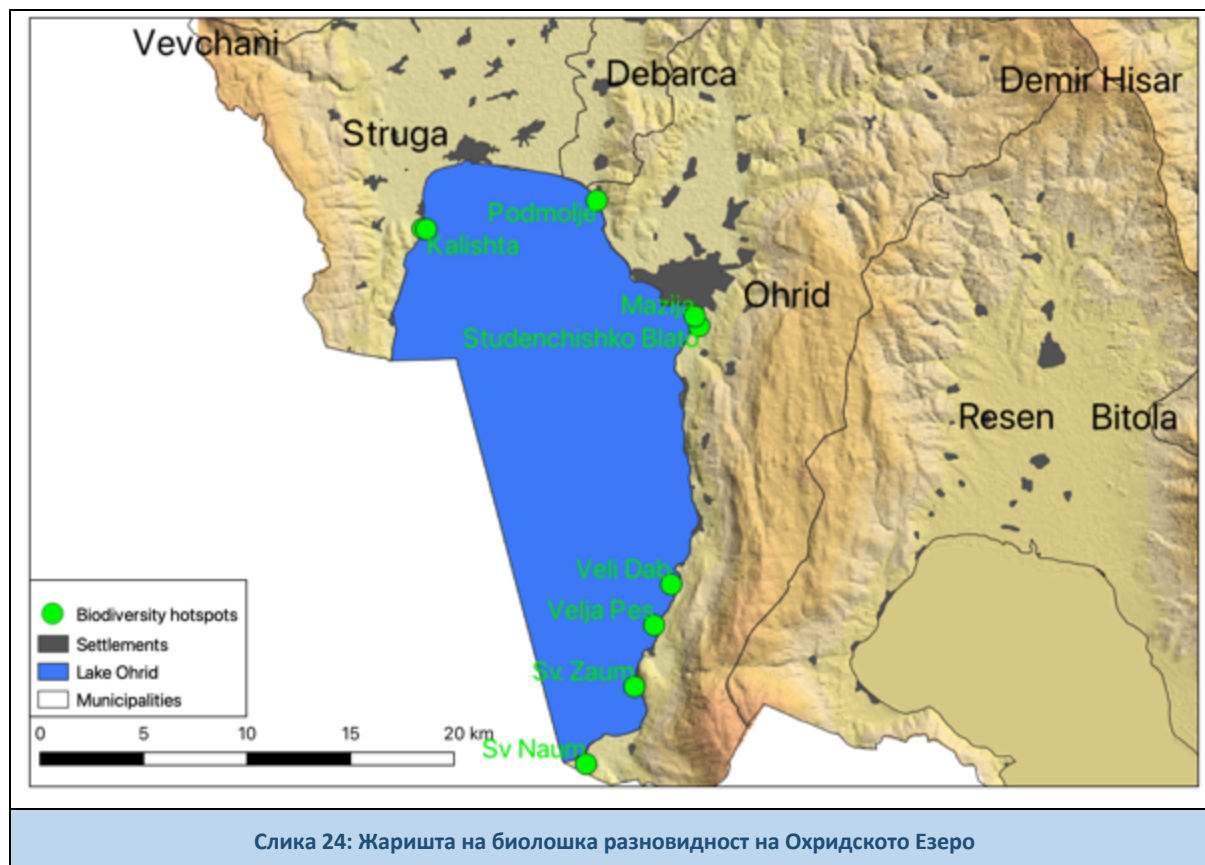 Vevchani
Debarca
Demir Hisar
Struga
Podmolje
Kalishta
Ohrid
Mazija
Studenchishko Blato
Resen
Bitola
Veli Dab
Velja Pes
Sv. Zaum
Sv Naum
Biodiversity hotspots
Settlements
Lake Ohrid
Municipalities
0 5 10 15 20 km
Слика 24: Жаришта на биолошка разновидност на Охридското Езеро